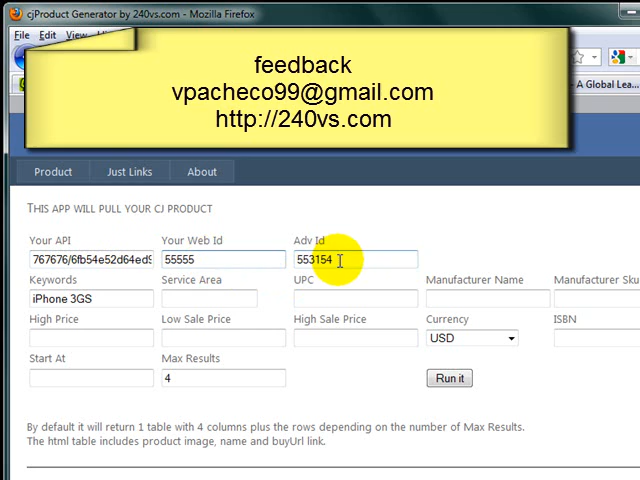 cjProduct Generator by 240vs.com - Mozilla Firefox
File Edit
feedback
vpacheco99@gmail.com
http://240vs.com
- A Global Lea...
Product Just Links About
THIS APP WILL PULL YOUR CJ PRODUCT
Your API Your Web Id Adv Id
767676/6fb54e52d64ed9 55555 553154
Keywords Service Area UPC Manufacturer Name Manufacturer Sku
iPhone 3GS
High Price Low Sale Price High Sale Price Currency ISBN
USD
Start At Max Results
4 Run it
By default it will return 1 table with 4 columns plus the rows depending on the number of Max Results.
The html table includes product image, name and buyUrl link.